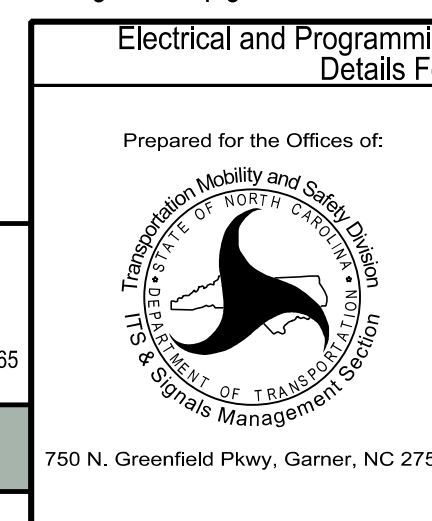 Electrical and Programmi
Details F
Prepared for the Offices of:
Transportation Mobility and Safety Division
STATE OF NORTH CAROLINA
DEPARTMENT OF TRANSPORTATION
ITS & Signals Management Section
65
750 N. Greenfield Pkwy, Garner, NC 275